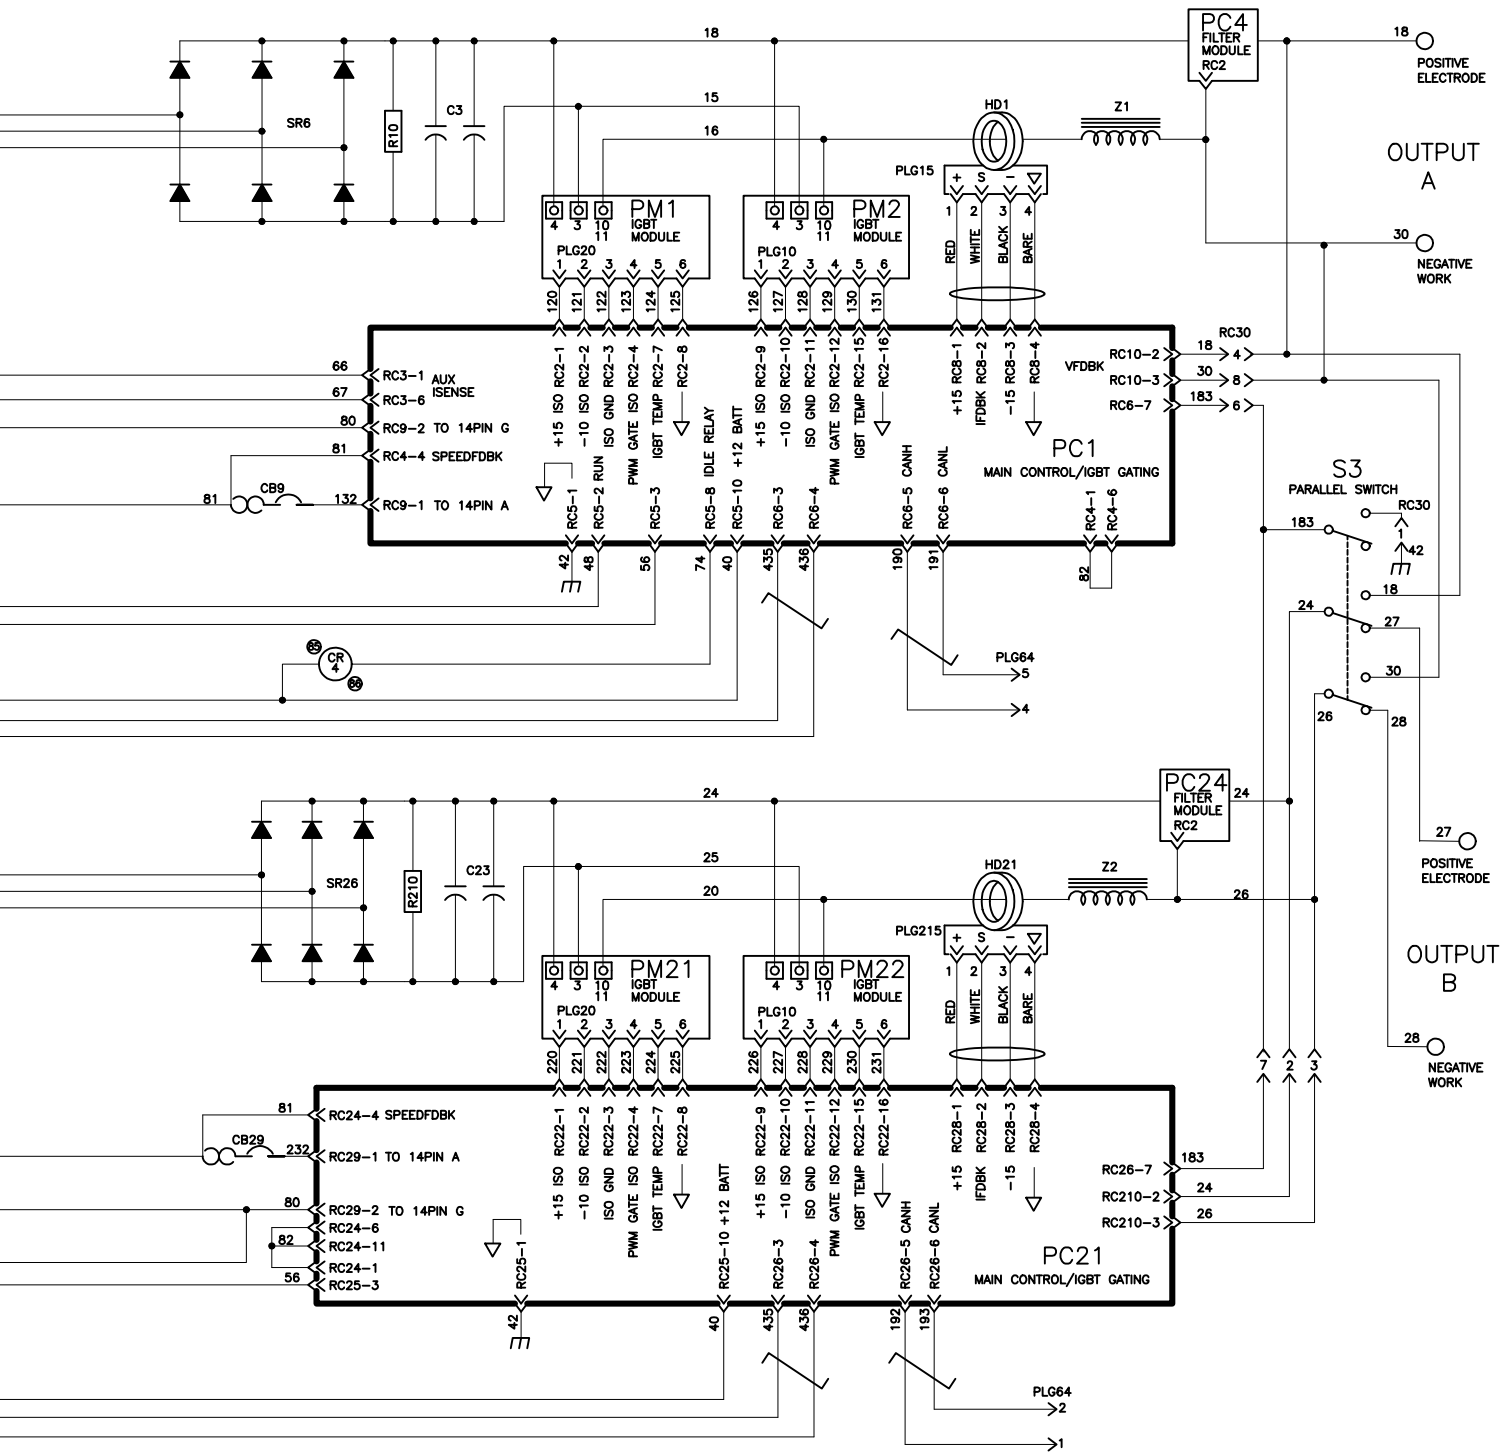 18
PC4
FILTER
MODULE
RC2
18
POSITIVE
ELECTRODE
SR6
R10
C3
15
16
HD1
Z1
OUTPUT
A
PLG15
+ S −
1 2 3 4
RED
WHITE
BLACK
BARE
30
NEGATIVE
WORK
4 3 10
11
PM1
IGBT
MODULE
PLG20
1 2 3 4 5 6
120 121 122 123 124 125
4 3 10
11
PM2
IGBT
MODULE
PLG10
1 2 3 4 5 6
126 127 128 129 130 131
66
RC3-1
AUX
ISENSE
67
RC3-6
80
RC9-2 TO 14PIN G
81
RC4-4 SPEEDFDBK
81
CB9
132
RC9-1 TO 14PIN A
+15 ISO RC2-1
-10 ISO RC2-2
ISO GND RC2-3
PWM GATE ISO RC2-4
IGBT TEMP RC2-7
RC2-8
+15 ISO RC2-9
-10 ISO RC2-10
ISO GND RC2-11
PWM GATE ISO RC2-12
IGBT TEMP RC2-15
RC2-16
+15 RC8-1
IFDBK RC8-2
-15 RC8-3
RC8-4
VFDBK
RC10-2
RC10-3
RC6-7
18
30
183
RC30
4
8
6
PC1
MAIN CONTROL/IGBT GATING
RC5-1
RC5-2 RUN
RC5-3
RC5-8 IDLE RELAY
RC5-10 +12 BATT
RC6-3
RC6-4
RC6-5 CANH
RC6-6 CANL
RC4-1
RC4-6
42 48 56 74 40 435 436 190 191 82
S3
PARALLEL SWITCH
RC30
183
1
42
18
24
27
30
26
28
85
CR
4
86
PLG64
5
4
24
PC24
FILTER
MODULE
RC2
24
27
POSITIVE
ELECTRODE
SR26
R210
C23
25
20
HD21
Z2
26
PLG215
+ S −
1 2 3 4
RED
WHITE
BLACK
BARE
OUTPUT
B
28
NEGATIVE
WORK
4 3 10
11
PM21
IGBT
MODULE
PLG20
1 2 3 4 5 6
220 221 222 223 224 225
4 3 10
11
PM22
IGBT
MODULE
PLG10
1 2 3 4 5 6
226 227 228 229 230 231
7 2 3
81
RC24-4 SPEEDFDBK
CB29
232
RC29-1 TO 14PIN A
80
RC29-2 TO 14PIN G
RC24-6
82
RC24-11
RC24-1
56
RC25-3
+15 ISO RC22-1
-10 ISO RC22-2
ISO GND RC22-3
PWM GATE ISO RC22-4
IGBT TEMP RC22-7
RC22-8
+15 ISO RC22-9
-10 ISO RC22-10
ISO GND RC22-11
PWM GATE ISO RC22-12
IGBT TEMP RC22-15
RC22-16
+15 RC28-1
IFDBK RC28-2
-15 RC28-3
RC28-4
RC26-7
183
RC210-2
24
RC210-3
26
PC21
MAIN CONTROL/IGBT GATING
RC25-1
RC25-10 +12 BATT
RC26-3
RC26-4
RC26-5 CANH
RC26-6 CANL
42 40 435 436 192 193
PLG64
2
1